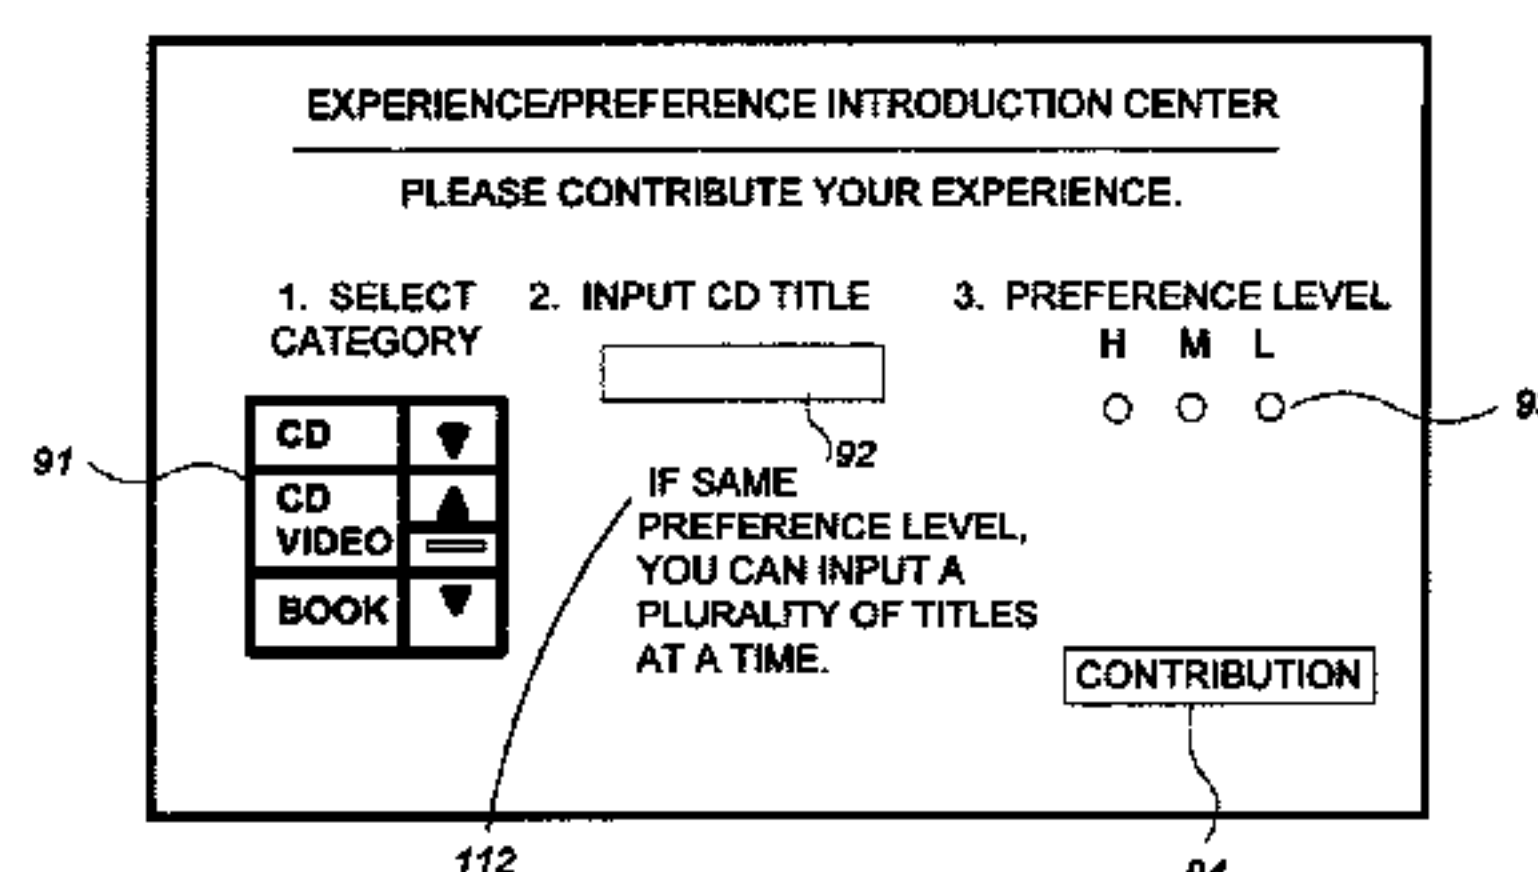 EXPERIENCE/PREFERENCE INTRODUCTION CENTER
PLEASE CONTRIBUTE YOUR EXPERIENCE.
1. SELECT CATEGORY
2. INPUT CD TITLE
3. PREFERENCE LEVEL
H M L
CD
CD VIDEO
BOOK
91
92
IF SAME
PREFERENCE LEVEL,
YOU CAN INPUT A
PLURALITY OF TITLES
AT A TIME.
CONTRIBUTION
112